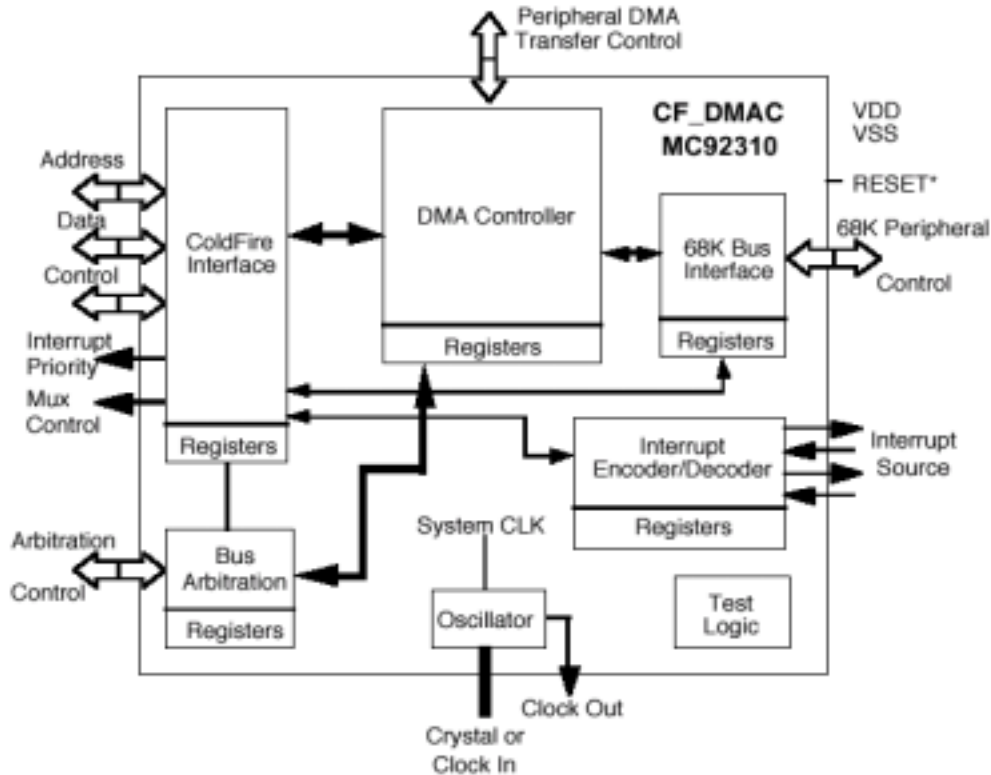 Peripheral DMA
Transfer Control
CF_DMAC
MC92310
VDD
VSS
RESET*
Address
Data
Control
ColdFire
Interface
DMA Controller
68K Bus
Interface
68K Peripheral
Control
Interrupt
Priority
Mux
Control
Registers
Registers
Registers
Interrupt
Encoder/Decoder
Registers
Interrupt
Source
Arbitration
Control
Bus
Arbitration
Registers
System CLK
Oscillator
Test
Logic
Clock Out
Crystal or
Clock In